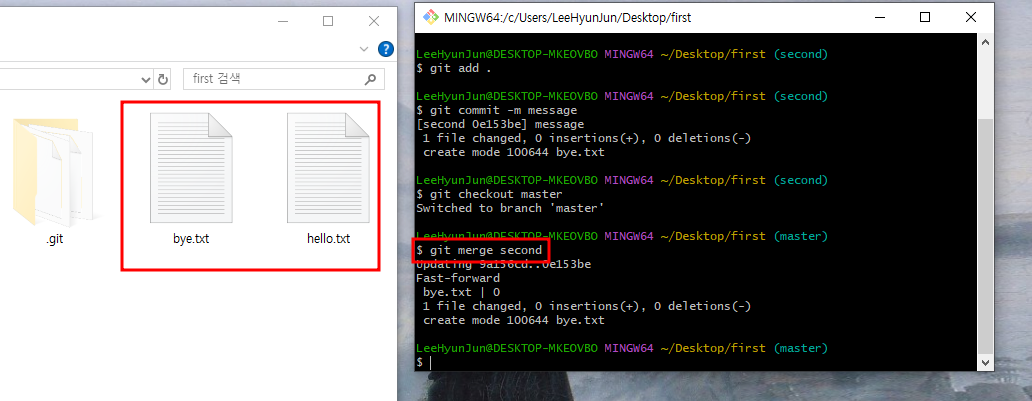 first 검색
.git
bye.txt
hello.txt
MINGW64:/c/Users/LeeHyunJun/Desktop/first
LeeHyunJun@DESKTOP-MKEOVBO MINGW64 ~/Desktop/first (second)
$ git add .
LeeHyunJun@DESKTOP-MKEOVBO MINGW64 ~/Desktop/first (second)
$ git commit -m message
[second 0e153be] message
1 file changed, 0 insertions(+), 0 deletions(-)
create mode 100644 bye.txt
LeeHyunJun@DESKTOP-MKEOVBO MINGW64 ~/Desktop/first (second)
$ git checkout master
Switched to branch 'master'
LeeHyunJun@DESKTOP-MKEOVBO MINGW64 ~/Desktop/first (master)
$ git merge second
Updating 9a156cd..0e153be
Fast-forward
bye.txt | 0
1 file changed, 0 insertions(+), 0 deletions(-)
create mode 100644 bye.txt
LeeHyunJun@DESKTOP-MKEOVBO MINGW64 ~/Desktop/first (master)
$